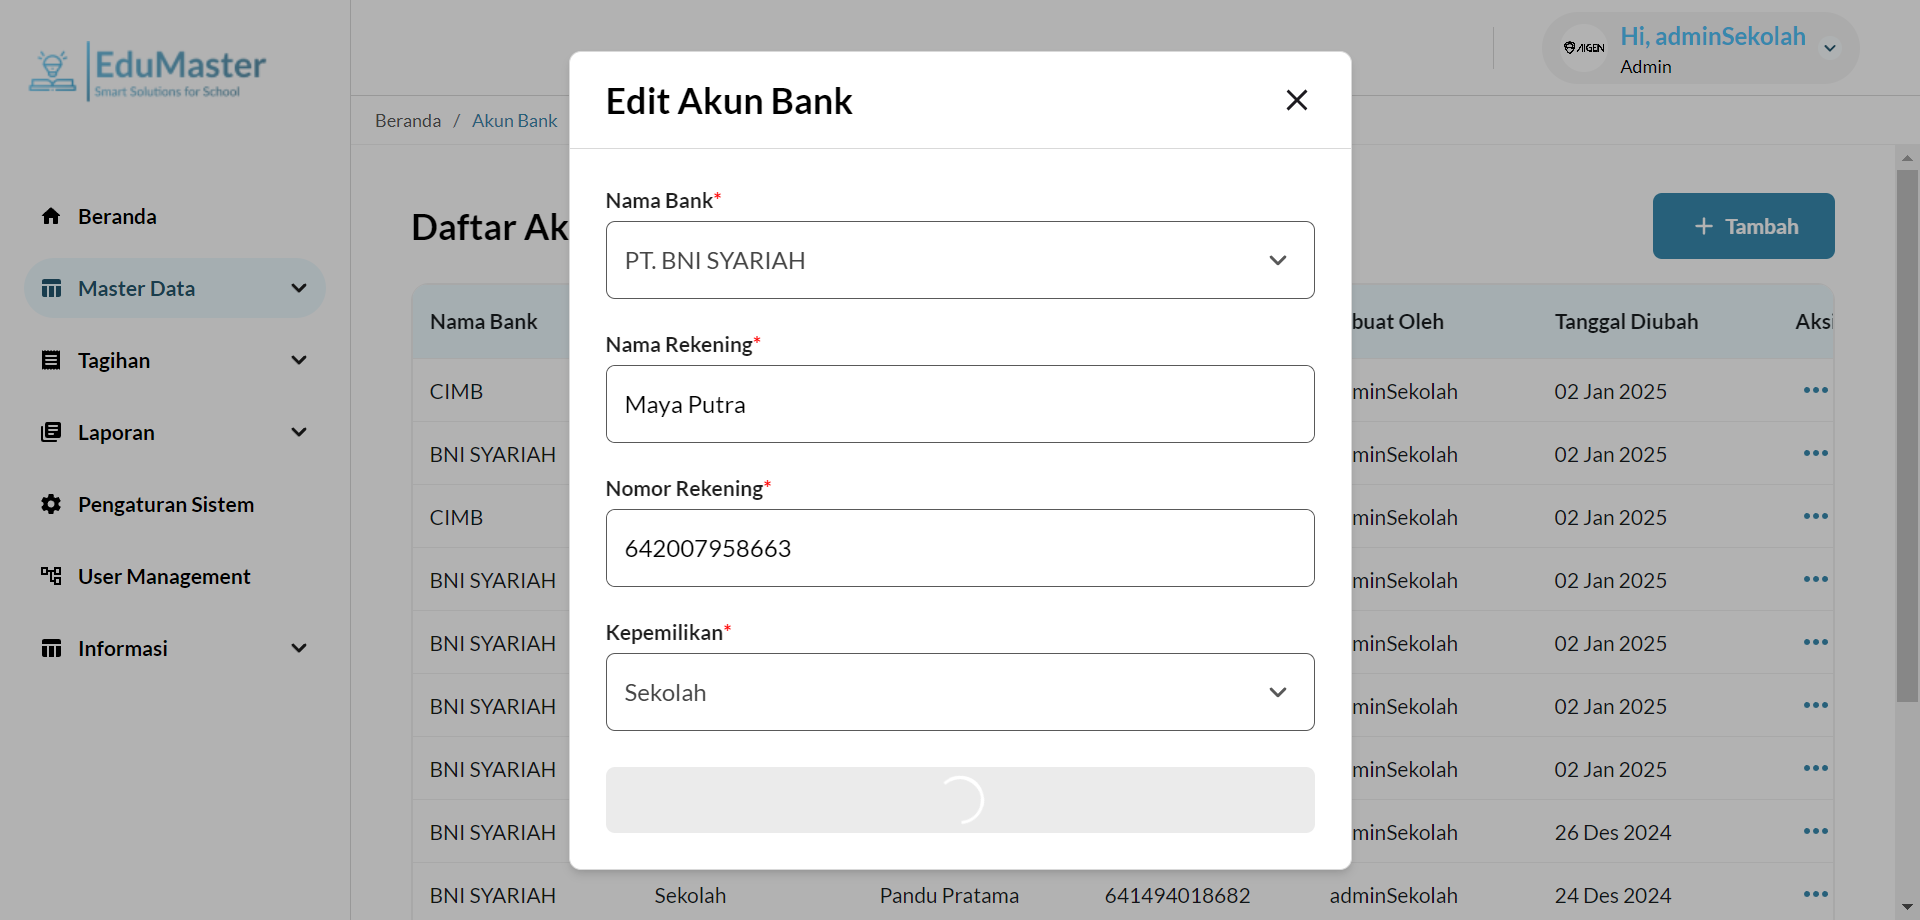 EduMaster
Smart Solutions for School
AIGEN
Hi, adminSekolah
Admin
Beranda / Akun Bank
Beranda
Master Data
Tagihan
Laporan
Pengaturan Sistem
User Management
Informasi
Daftar Ak
+ Tambah
Nama Bank buat Oleh Tanggal Diubah Aksi
CIMB minSekolah 02 Jan 2025
BNI SYARIAH minSekolah 02 Jan 2025
CIMB minSekolah 02 Jan 2025
BNI SYARIAH minSekolah 02 Jan 2025
BNI SYARIAH minSekolah 02 Jan 2025
BNI SYARIAH minSekolah 02 Jan 2025
BNI SYARIAH minSekolah 02 Jan 2025
BNI SYARIAH minSekolah 26 Des 2024
BNI SYARIAH Sekolah Pandu Pratama 641494018682 adminSekolah 24 Des 2024
Edit Akun Bank
Nama Bank*
PT. BNI SYARIAH
Nama Rekening*
Maya Putra
Nomor Rekening*
642007958663
Kepemilikan*
Sekolah